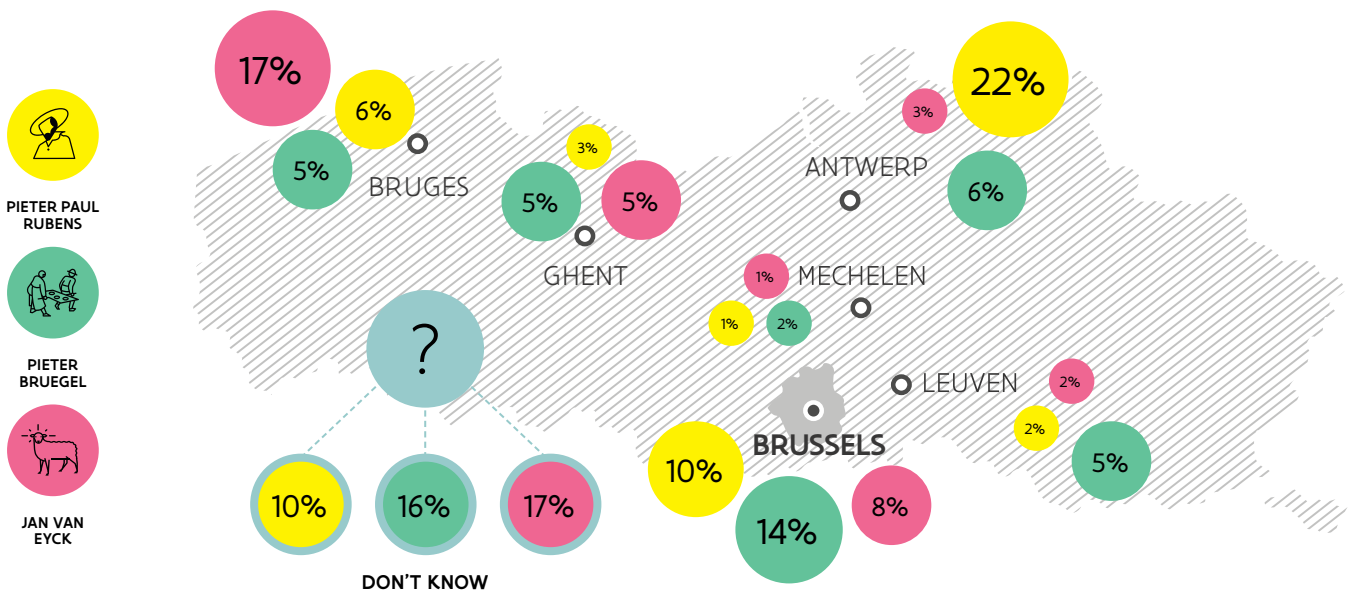 PIETER PAUL
RUBENS
PIETER
BRUEGEL
JAN VAN
EYCK
17%
6%
5%
BRUGES
3%
5%
5%
GHENT
22%
3%
ANTWERP
6%
1%
MECHELEN
1%
2%
?
LEUVEN
2%
2%
5%
BRUSSELS
10%
14%
8%
10%
16%
17%
DON'T KNOW